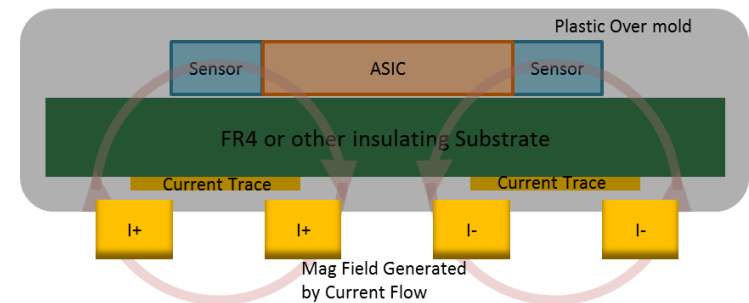 Plastic Over mold
Sensor ASIC Sensor
FR4 or other insulating Substrate
Current Trace Current Trace
I+ I+ I- I-
Mag Field Generated
by Current Flow